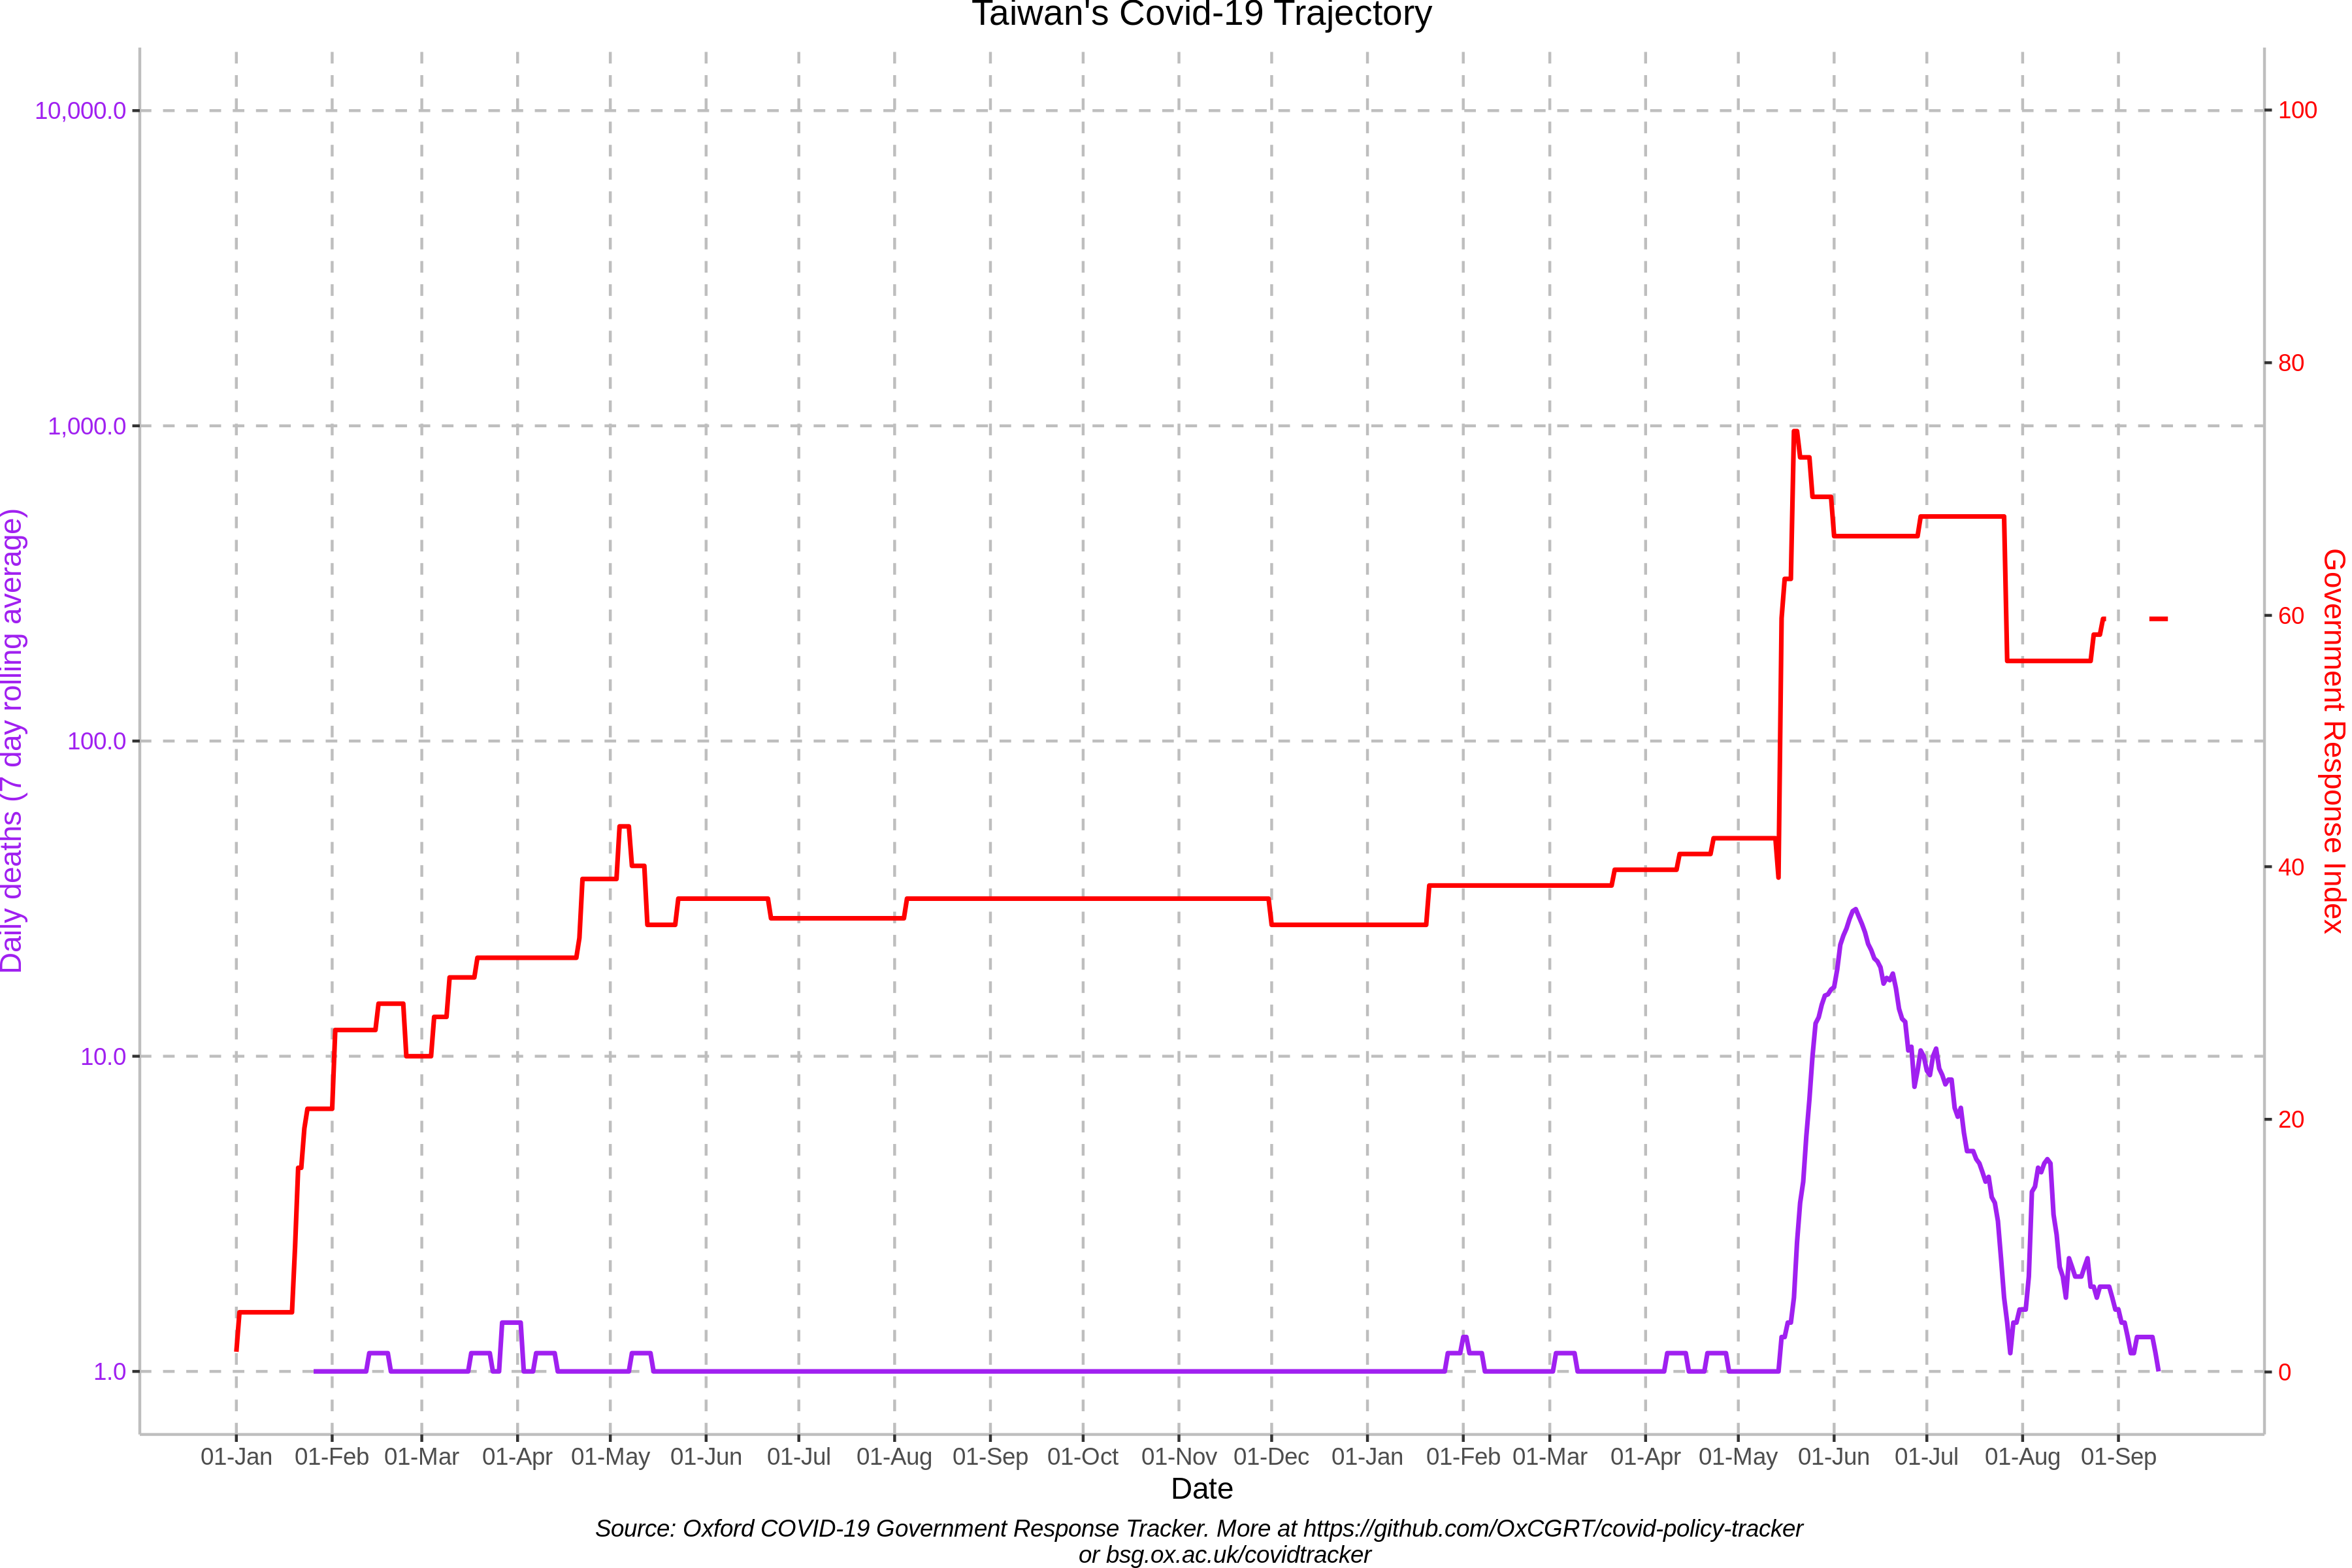 Taiwan's Covid-19 Trajectory
10,000.0
1,000.0
100.0
10.0
1.0
Daily deaths (7 day rolling average)
100
80
60
40
20
0
Government Response Index
01-Jan 01-Feb 01-Mar 01-Apr 01-May 01-Jun 01-Jul 01-Aug 01-Sep 01-Oct 01-Nov 01-Dec 01-Jan 01-Feb 01-Mar 01-Apr 01-May 01-Jun 01-Jul 01-Aug 01-Sep
Date
Source: Oxford COVID-19 Government Response Tracker. More at https://github.com/OxCGRT/covid-policy-tracker
or bsg.ox.ac.uk/covidtracker